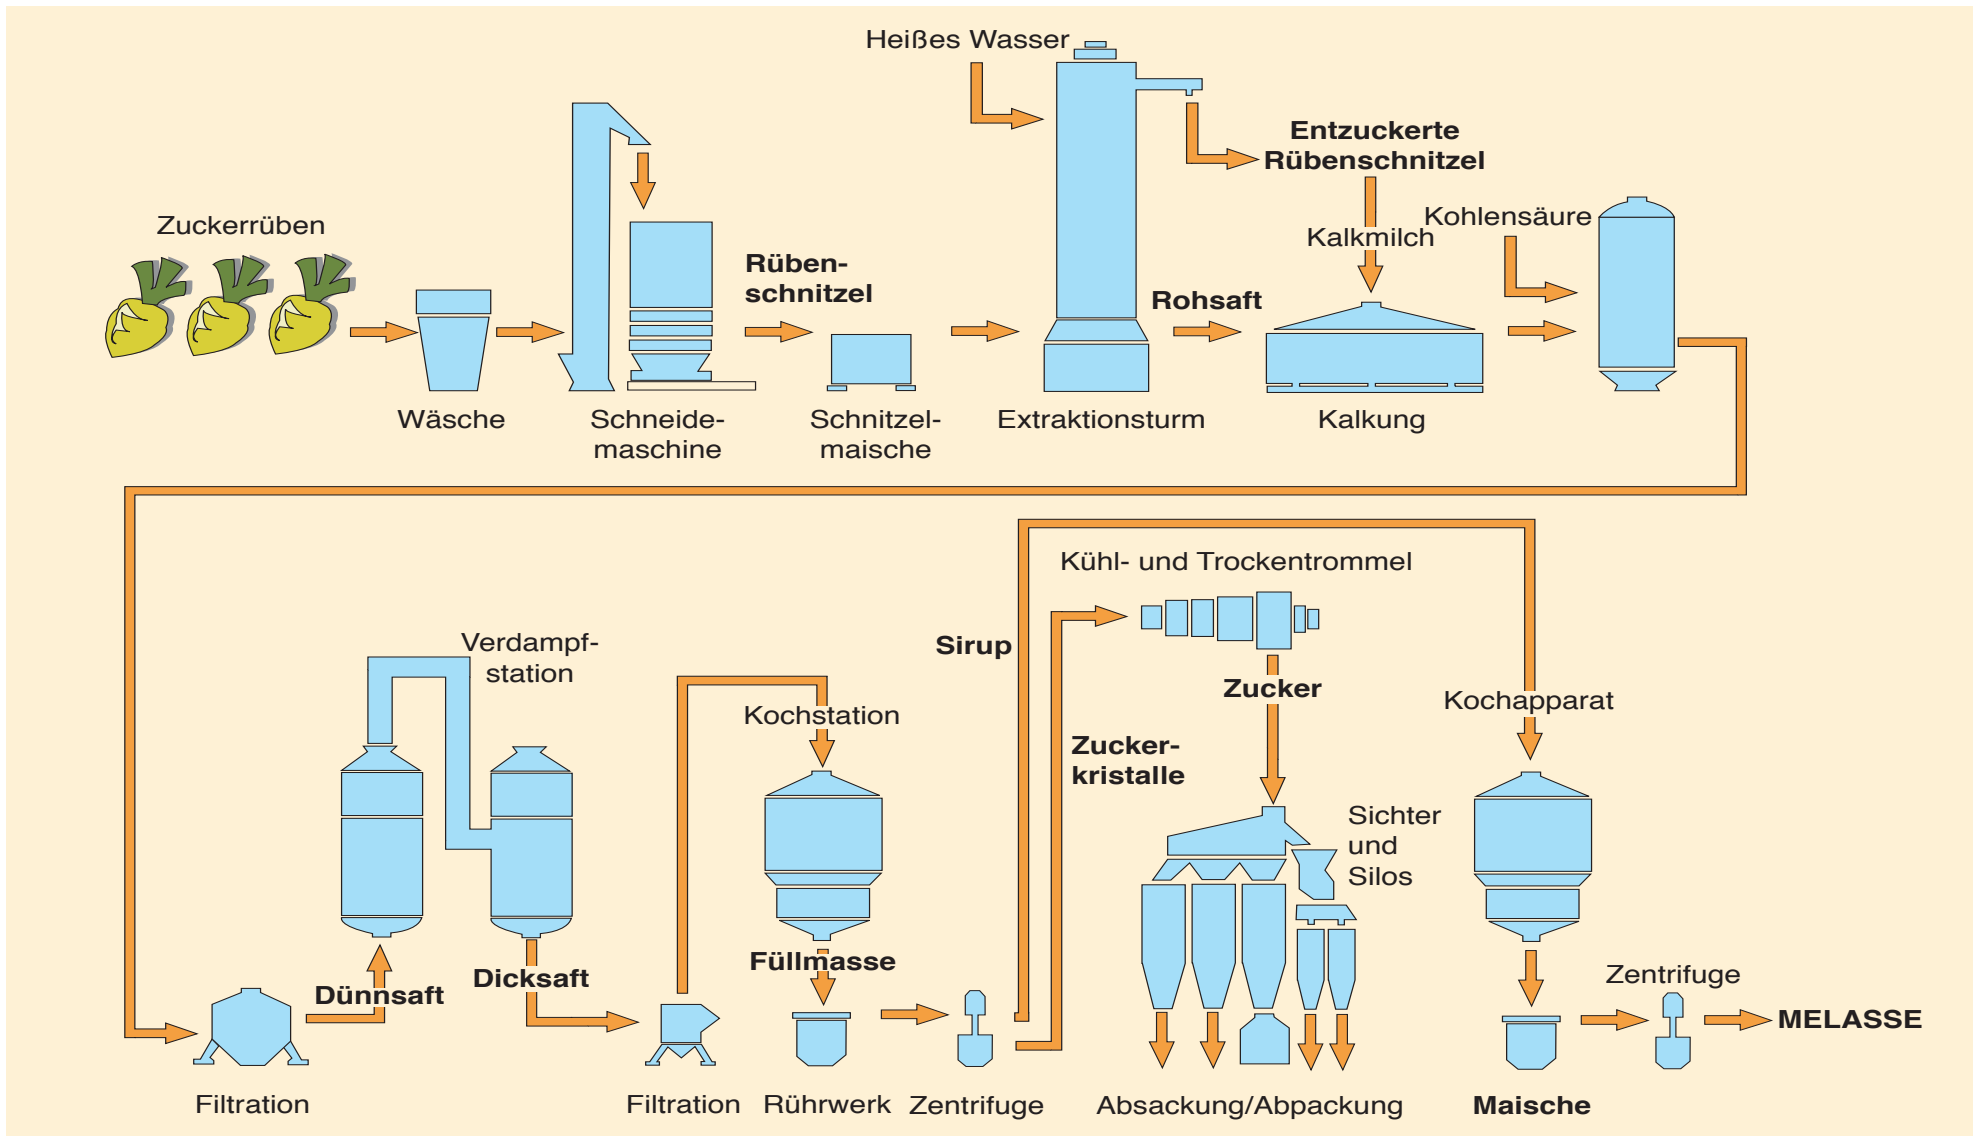 Heißes Wasser
Entzuckerte
Rübenschnitzel
Zuckerrüben
Kohlensäure
Kalkmilch
Rüben-
schnitzel
Rohsaft
Wäsche
Schneide-
maschine
Schnitzel-
maische
Extraktionsturm
Kalkung
Kühl- und Trockentrommel
Verdampf-
station
Sirup
Zucker
Kochstation
Kochapparat
Zucker-
kristalle
Sichter
und
Silos
Füllmasse
Dicksaft
Dünnsaft
Zentrifuge
MELASSE
Filtration
Filtration
Rührwerk
Zentrifuge
Absackung/Abpackung
Maische